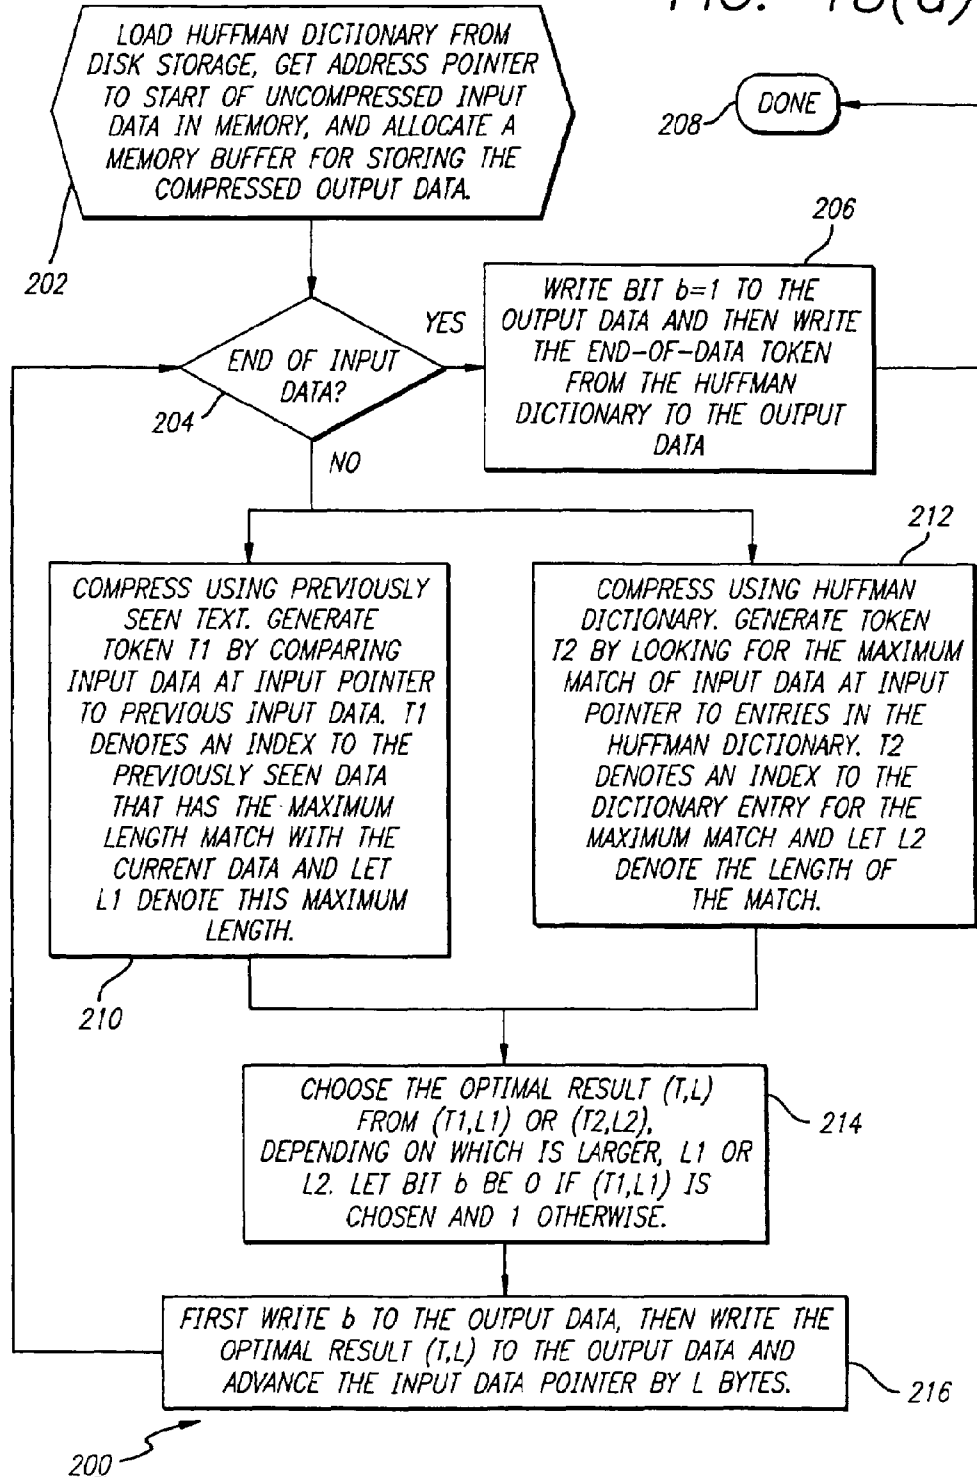 LOAD HUFFMAN DICTIONARY FROM
DISK STORAGE, GET ADDRESS POINTER
TO START OF UNCOMPRESSED INPUT
DATA IN MEMORY, AND ALLOCATE A
MEMORY BUFFER FOR STORING THE
COMPRESSED OUTPUT DATA.
202
208
DONE
206
WRITE BIT b=1 TO THE
OUTPUT DATA AND THEN WRITE
THE END-OF-DATA TOKEN
FROM THE HUFFMAN
DICTIONARY TO THE OUTPUT
DATA
YES
END OF INPUT
DATA?
204
NO
COMPRESS USING PREVIOUSLY
SEEN TEXT. GENERATE
TOKEN T1 BY COMPARING
INPUT DATA AT INPUT POINTER
TO PREVIOUS INPUT DATA. T1
DENOTES AN INDEX TO THE
PREVIOUSLY SEEN DATA
THAT HAS THE MAXIMUM
LENGTH MATCH WITH THE
CURRENT DATA AND LET
L1 DENOTE THIS MAXIMUM
LENGTH.
210
212
COMPRESS USING HUFFMAN
DICTIONARY. GENERATE TOKEN
T2 BY LOOKING FOR THE MAXIMUM
MATCH OF INPUT DATA AT INPUT
POINTER TO ENTRIES IN THE
HUFFMAN DICTIONARY. T2
DENOTES AN INDEX TO THE
DICTIONARY ENTRY FOR THE
MAXIMUM MATCH AND LET L2
DENOTE THE LENGTH OF
THE MATCH.
CHOOSE THE OPTIMAL RESULT (T,L)
FROM (T1,L1) OR (T2,L2),
DEPENDING ON WHICH IS LARGER, L1 OR
L2. LET BIT b BE 0 IF (T1,L1) IS
CHOSEN AND 1 OTHERWISE.
214
FIRST WRITE b TO THE OUTPUT DATA, THEN WRITE THE
OPTIMAL RESULT (T,L) TO THE OUTPUT DATA AND
ADVANCE THE INPUT DATA POINTER BY L BYTES.
216
200